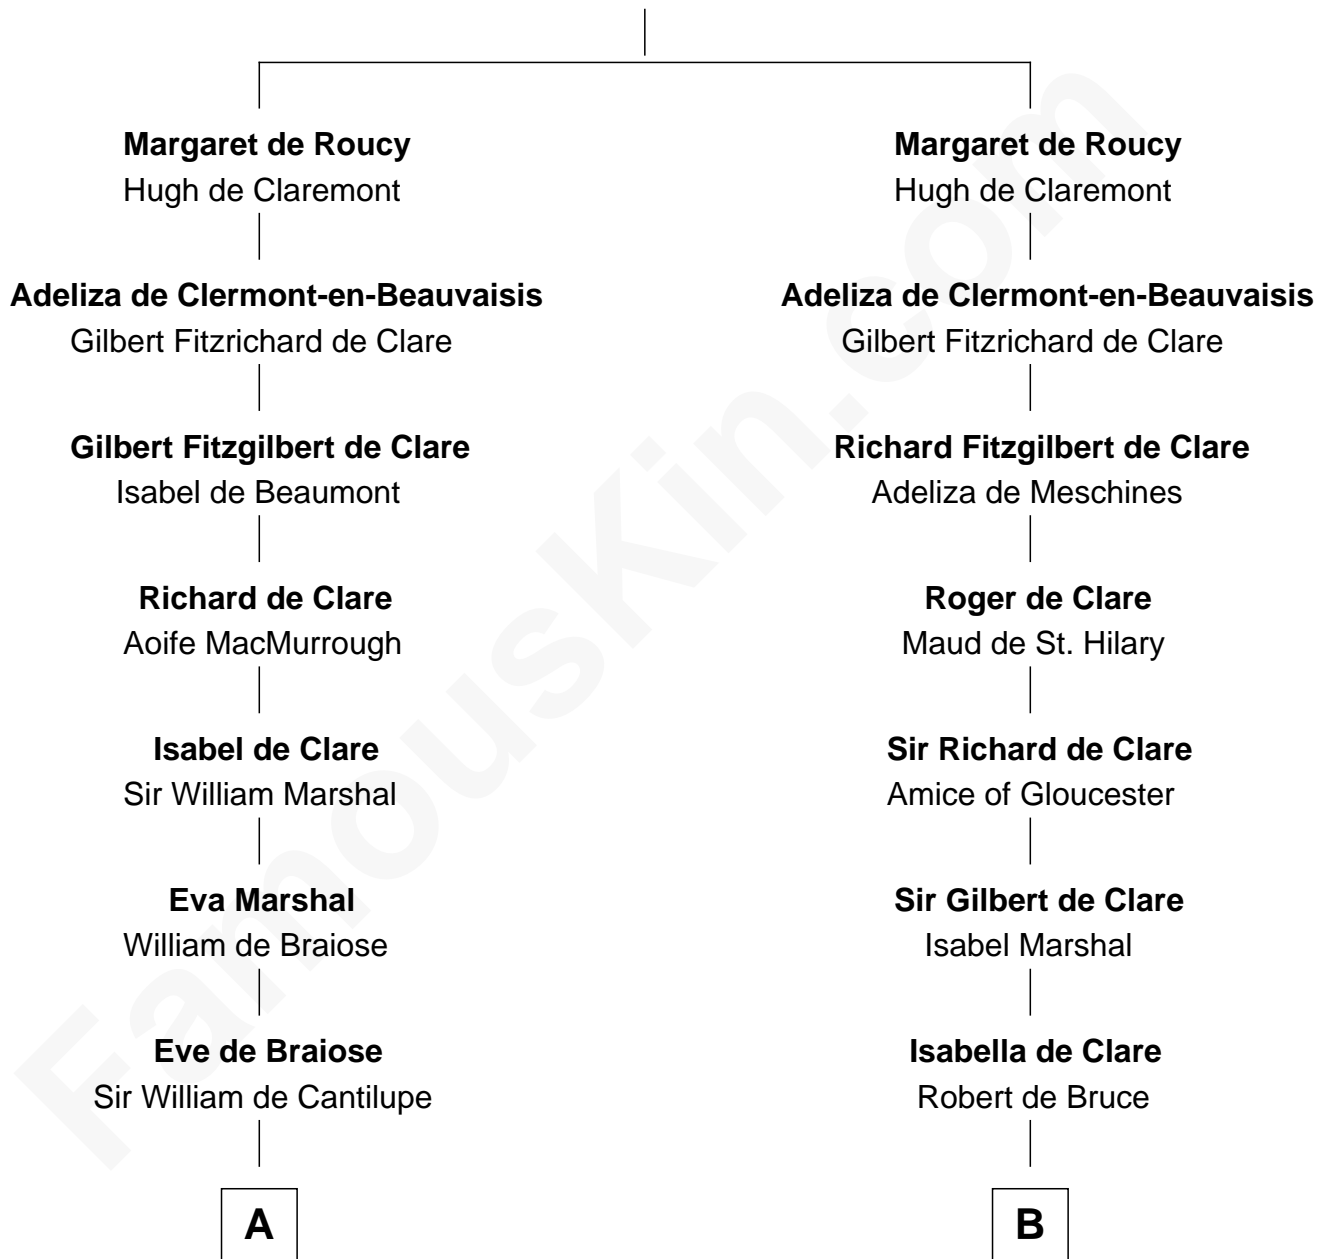 Margaret de Roucy
Hugh de Claremont
Adeliza de Clermont-en-Beauvaisis
Gilbert Fitzrichard de Clare
Gilbert Fitzgilbert de Clare
Isabel de Beaumont
Richard de Clare
Aoife MacMurrough
Isabel de Clare
Sir William Marshal
Eva Marshal
William de Braiose
Eve de Braiose
Sir William de Cantilupe
A
Margaret de Roucy
Hugh de Claremont
Adeliza de Clermont-en-Beauvaisis
Gilbert Fitzrichard de Clare
Richard Fitzgilbert de Clare
Adeliza de Meschines
Roger de Clare
Maud de St. Hilary
Sir Richard de Clare
Amice of Gloucester
Sir Gilbert de Clare
Isabel Marshal
Isabella de Clare
Robert de Bruce
B
FamousKin.com